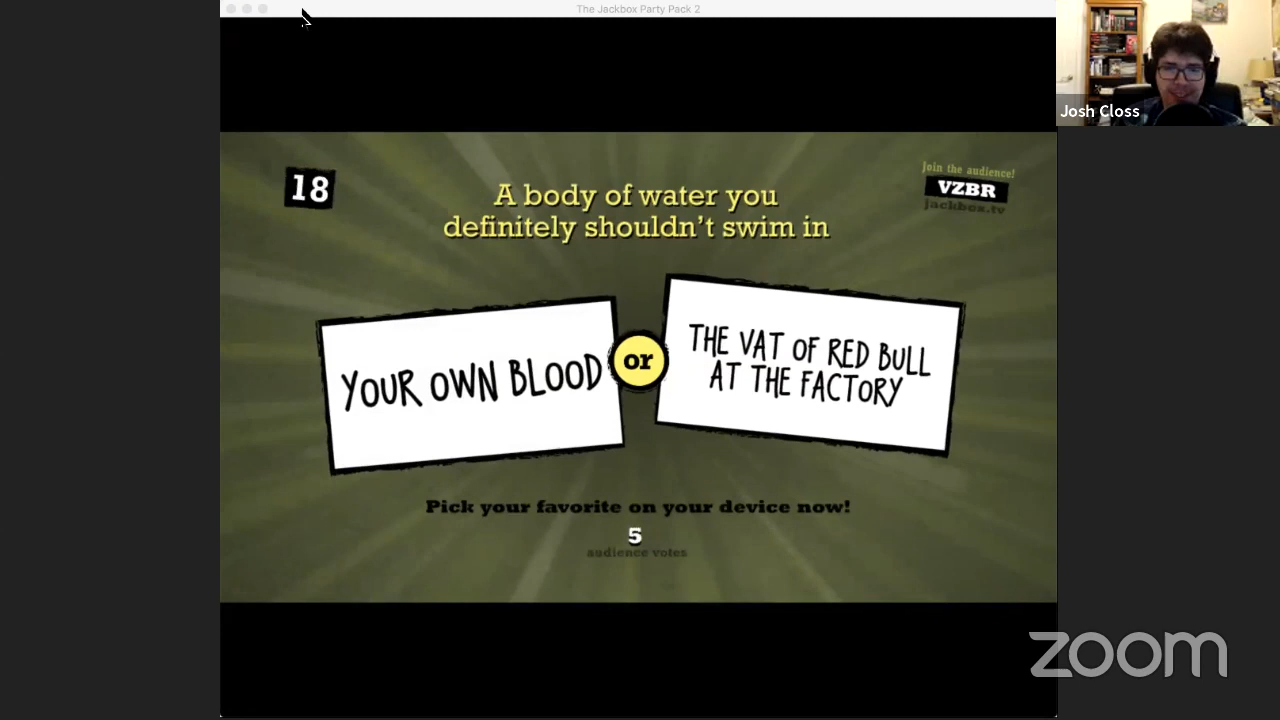 The Jackbox Party Pack 2
Josh Closs
18
A body of water you
definitely shouldn't swim in
Join the audience!
VZBR
jackbox.tv
YOUR OWN BLOOD
or
THE VAT OF RED BULL
AT THE FACTORY
Pick your favorite on your device now!
5
audience votes
zoom